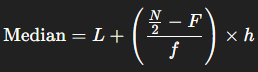 Median = L + ( (N/2 − F) / f ) × h